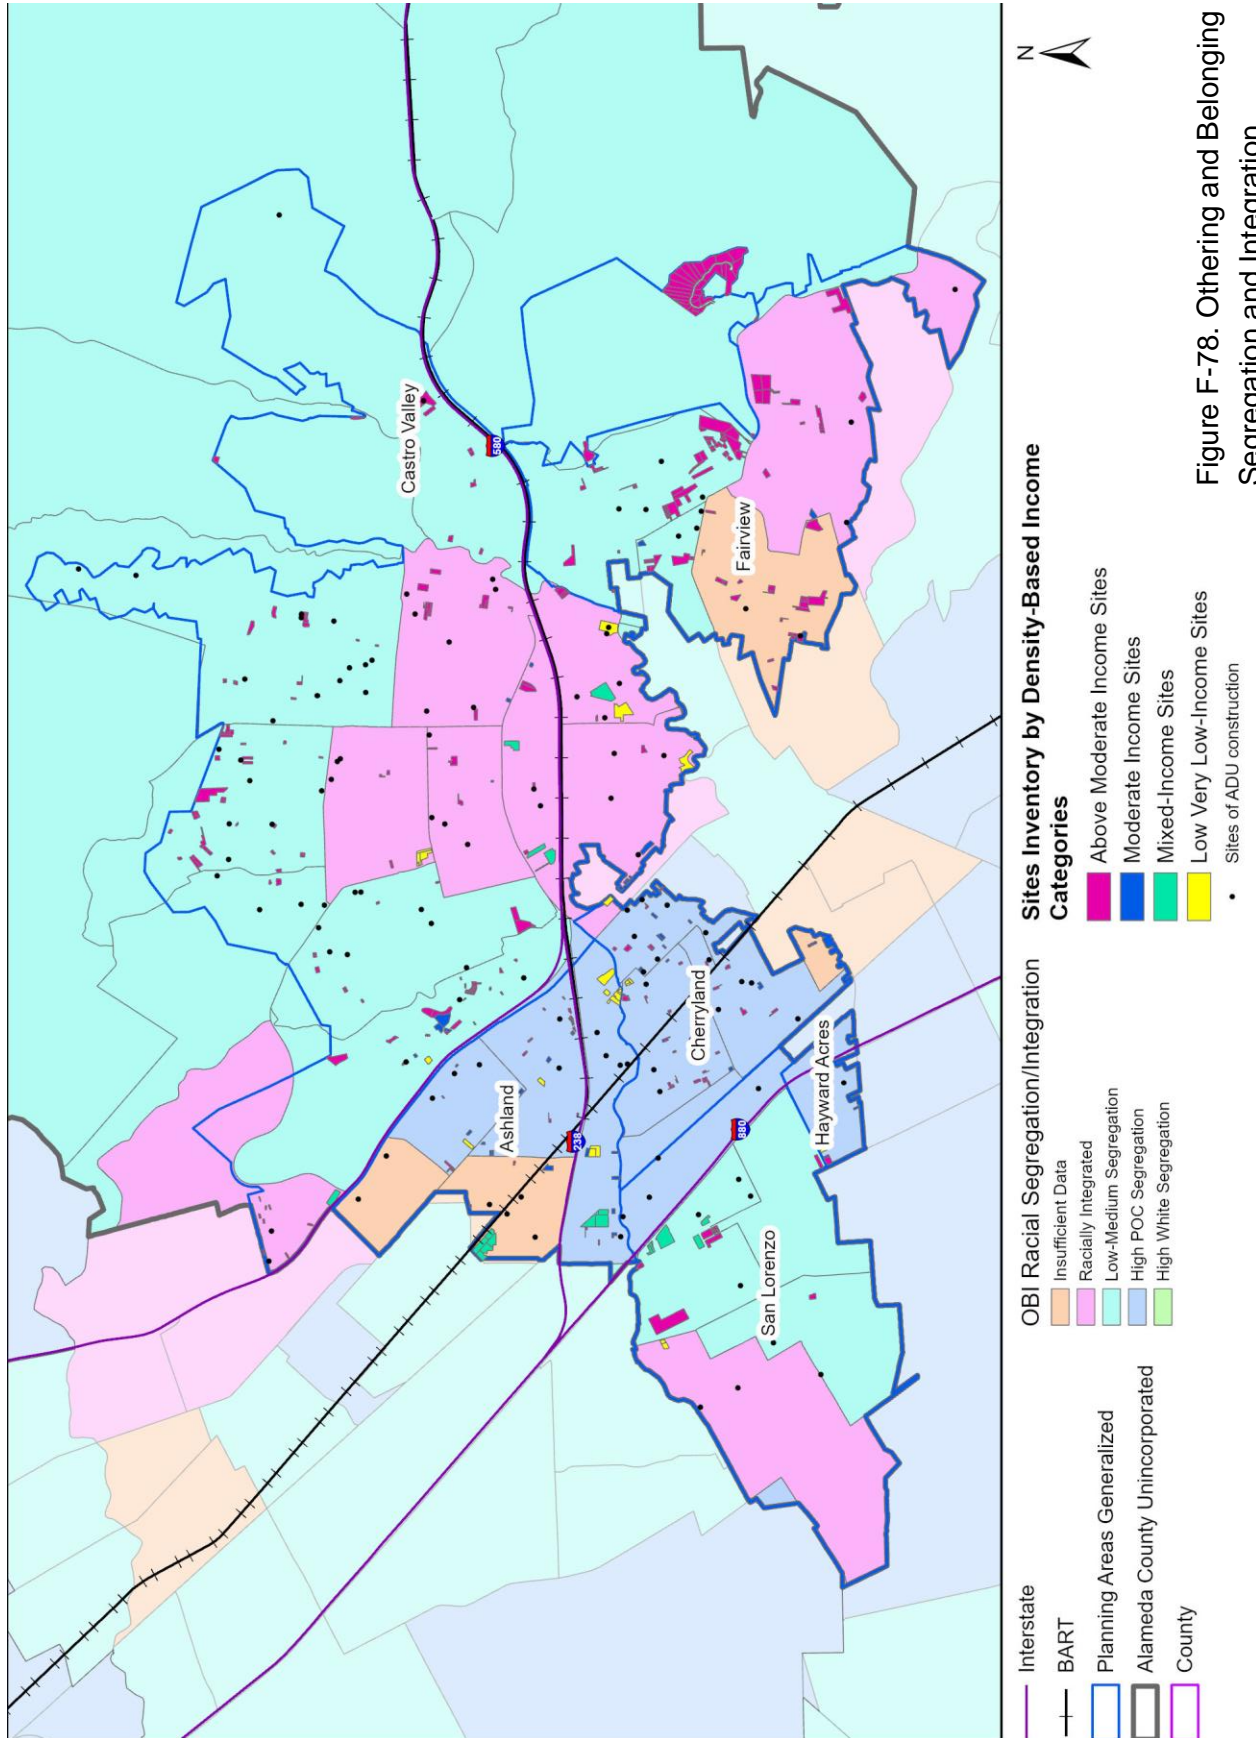 Castro Valley
580
Fairview
Ashland
238
Cherryland
880
Hayward Acres
San Lorenzo
N
Interstate
BART
Planning Areas Generalized
Alameda County Unincorporated
County
OBI Racial Segregation/Integration
Insufficient Data
Racially Integrated
Low-Medium Segregation
High POC Segregation
High White Segregation
Sites Inventory by Density-Based Income
Categories
Above Moderate Income Sites
Moderate Income Sites
Mixed-Income Sites
Low Very Low-Income Sites
Sites of ADU construction
Figure F-78. Othering and Belonging
Segregation and Integration